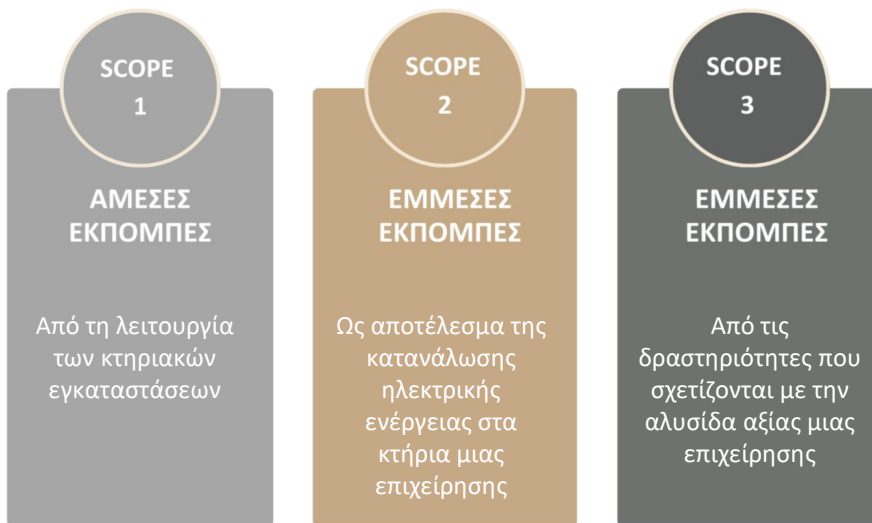 SCOPE
1
ΑΜΕΣΕΣ
ΕΚΠΟΜΠΕΣ
Από τη λειτουργία
των κτηριακών
εγκαταστάσεων
SCOPE
2
ΕΜΜΕΣΕΣ
ΕΚΠΟΜΠΕΣ
Ως αποτέλεσμα της
κατανάλωσης
ηλεκτρικής
ενέργειας στα
κτήρια μιας
επιχείρησης
SCOPE
3
ΕΜΜΕΣΕΣ
ΕΚΠΟΜΠΕΣ
Από τις
δραστηριότητες που
σχετίζονται με την
αλυσίδα αξίας μιας
επιχείρησης